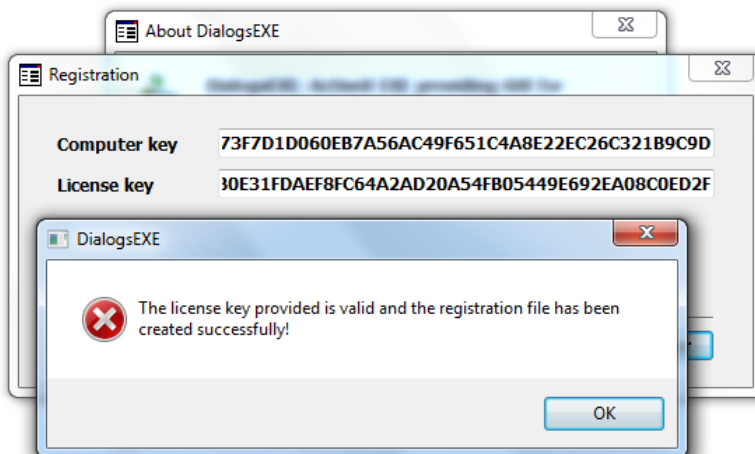 About DialogsEXE
Registration
Computer key 73F7D1D060EB7A56AC49F651C4A8E22EC26C321B9C9D
License key 30E31FDAEF8FC64A2AD20A54FB05449E692EA08C0ED2F
DialogsEXE
The license key provided is valid and the registration file has been
created successfully!
OK